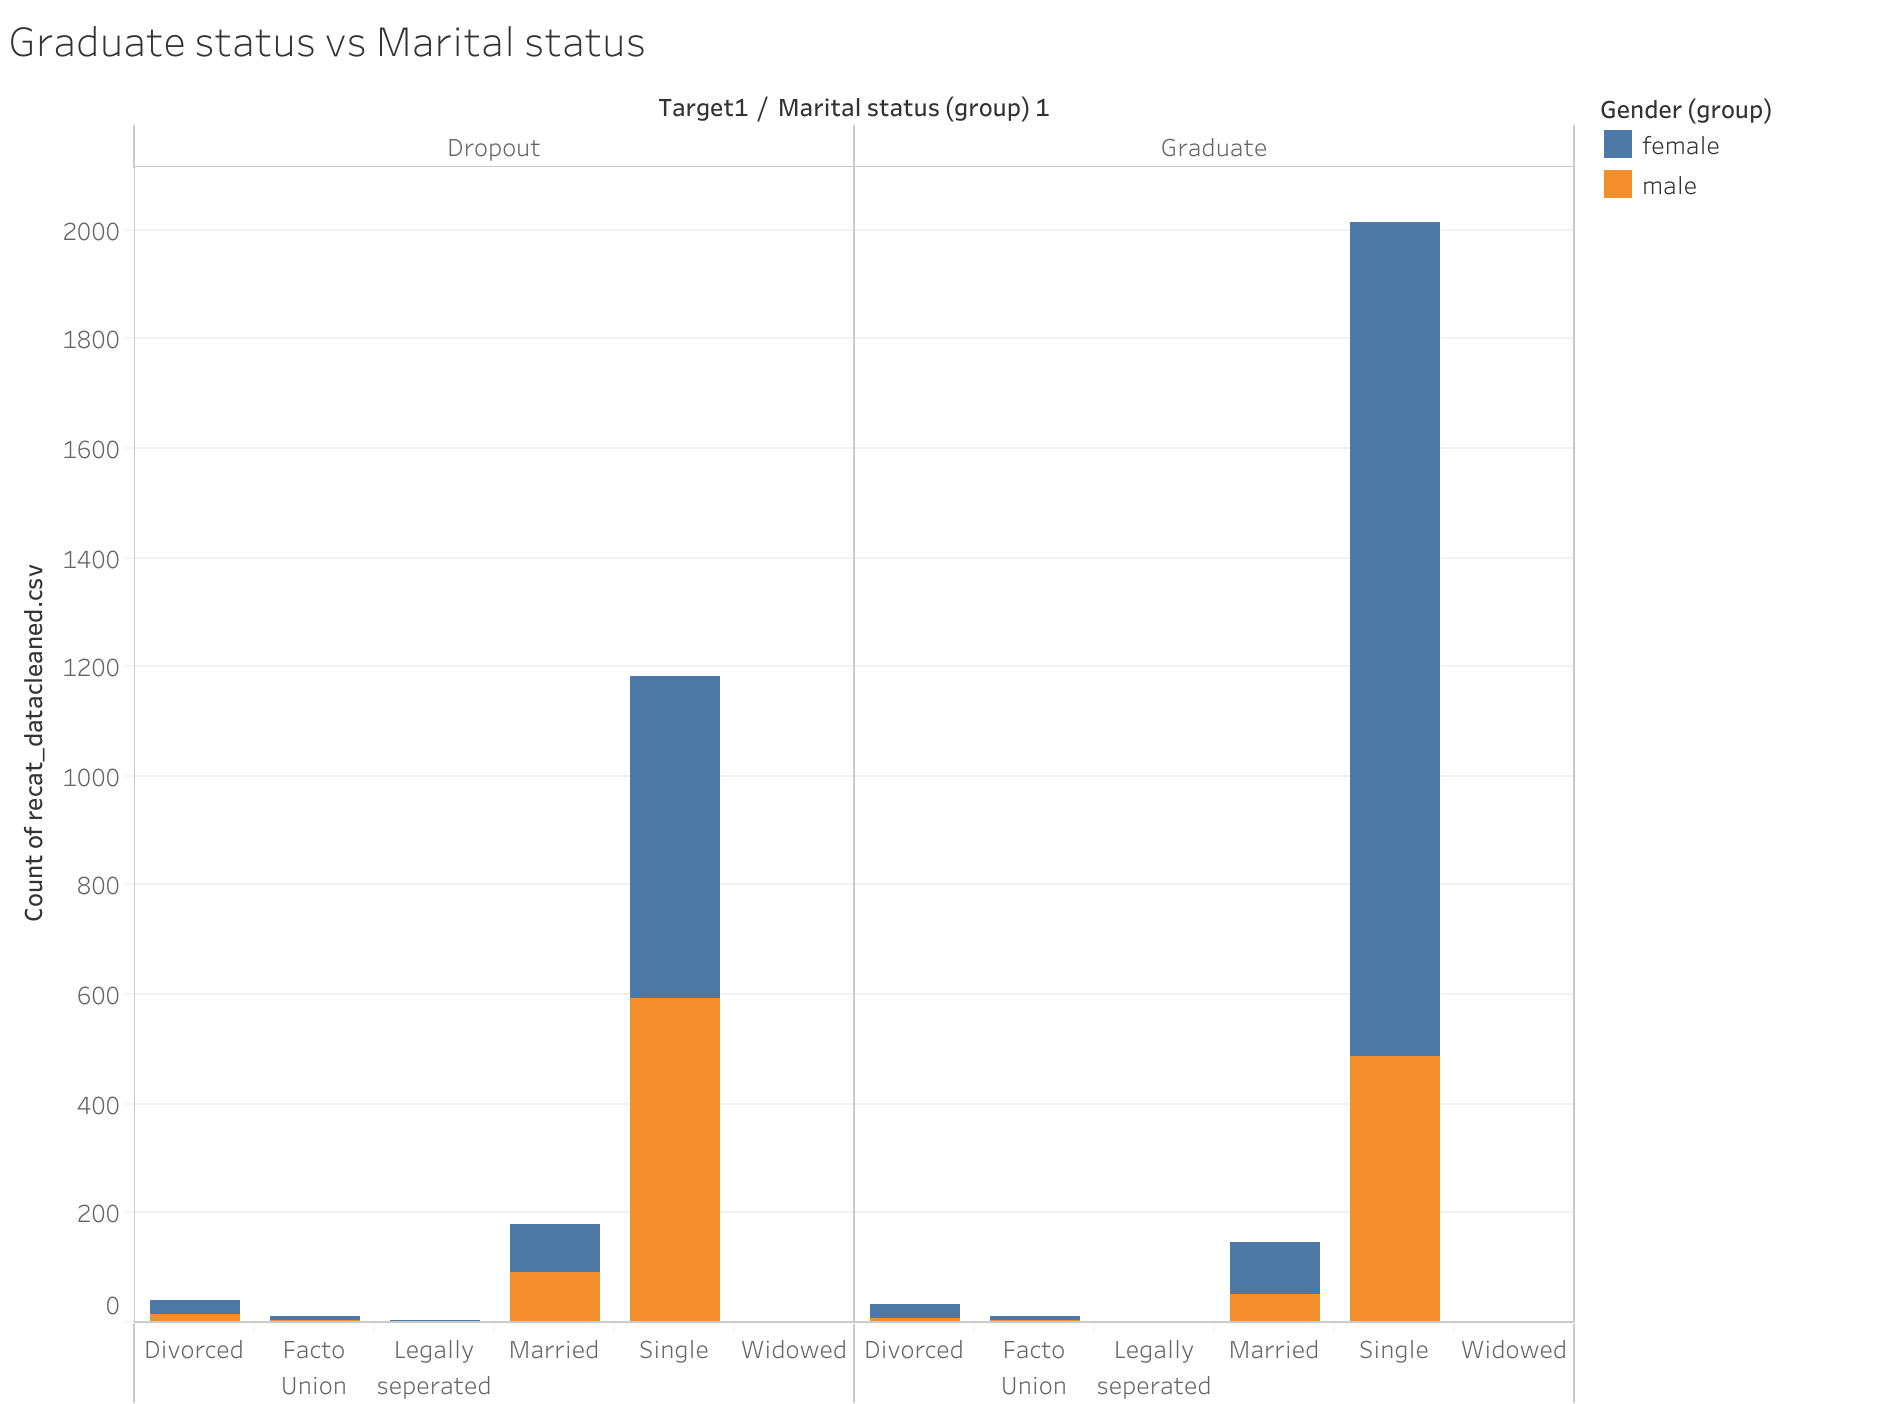 Graduate status vs Marital status
Target1 / Marital status (group) 1
Gender (group)
female
male
Dropout
Graduate
Count of recat_datacleaned.csv
2000
1800
1600
1400
1200
1000
800
600
400
200
0
Divorced
Facto
Union
Legally
seperated
Married
Single
Widowed
Divorced
Facto
Union
Legally
seperated
Married
Single
Widowed